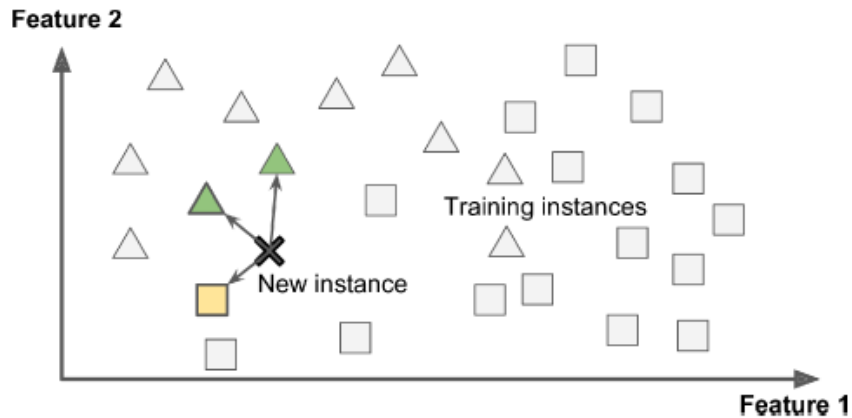 Feature 2
Training instances
New instance
Feature 1